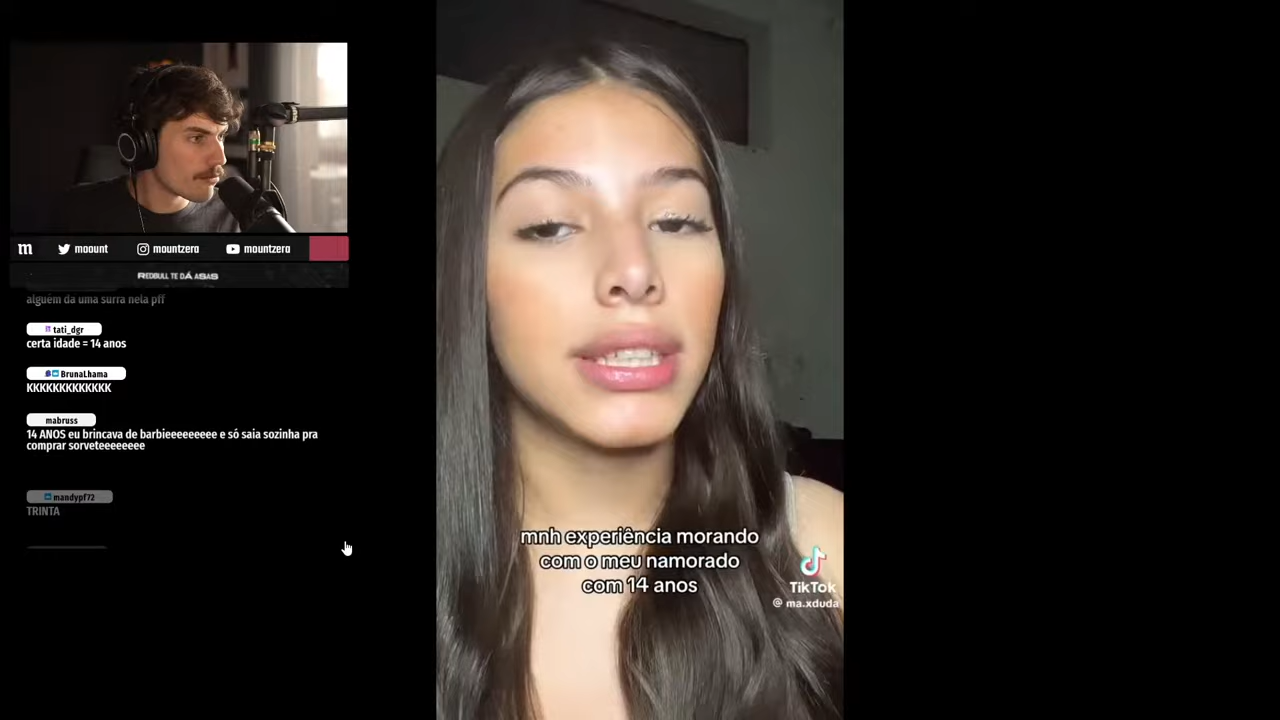 m
moount
mountzera
mountzera
REDBULL TE DÁ ASAS
alguém da uma surra nela pff
tati_dgr
certa idade = 14 anos
BrunaLhama
KKKKKKKKKKKKK
mabruss
14 ANOS eu brincava de barbieeeeeeeee e só saia sozinha pra
comprar sorveteeeeeeee
mandypf72
TRINTA
mnh experiência morando
com o meu namorado
com 14 anos
TikTok
@ ma.xduda